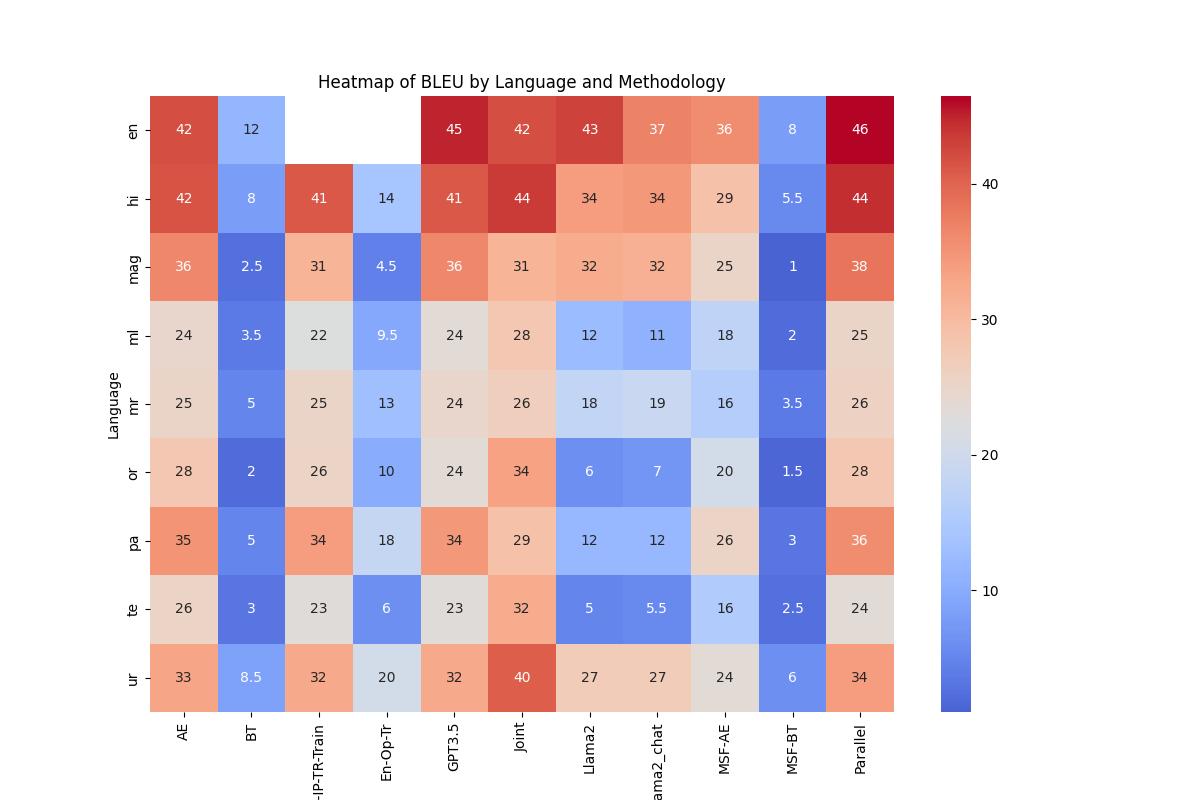 Heatmap of BLEU by Language and Methodology
Language
en 42 12 45 42 43 37 36 8 46
hi 42 8 41 14 41 44 34 34 29 5.5 44
mag 36 2.5 31 4.5 36 31 32 32 25 1 38
ml 24 3.5 22 9.5 24 28 12 11 18 2 25
mr 25 5 25 13 24 26 18 19 16 3.5 26
or 28 2 26 10 24 34 6 7 20 1.5 28
pa 35 5 34 18 34 29 12 12 26 3 36
te 26 3 23 6 23 32 5 5.5 16 2.5 24
ur 33 8.5 32 20 32 40 27 27 24 6 34
AE BT -IP-TR-Train En-Op-Tr GPT3.5 Joint Llama2 ama2_chat MSF-AE MSF-BT Parallel
40
30
20
10